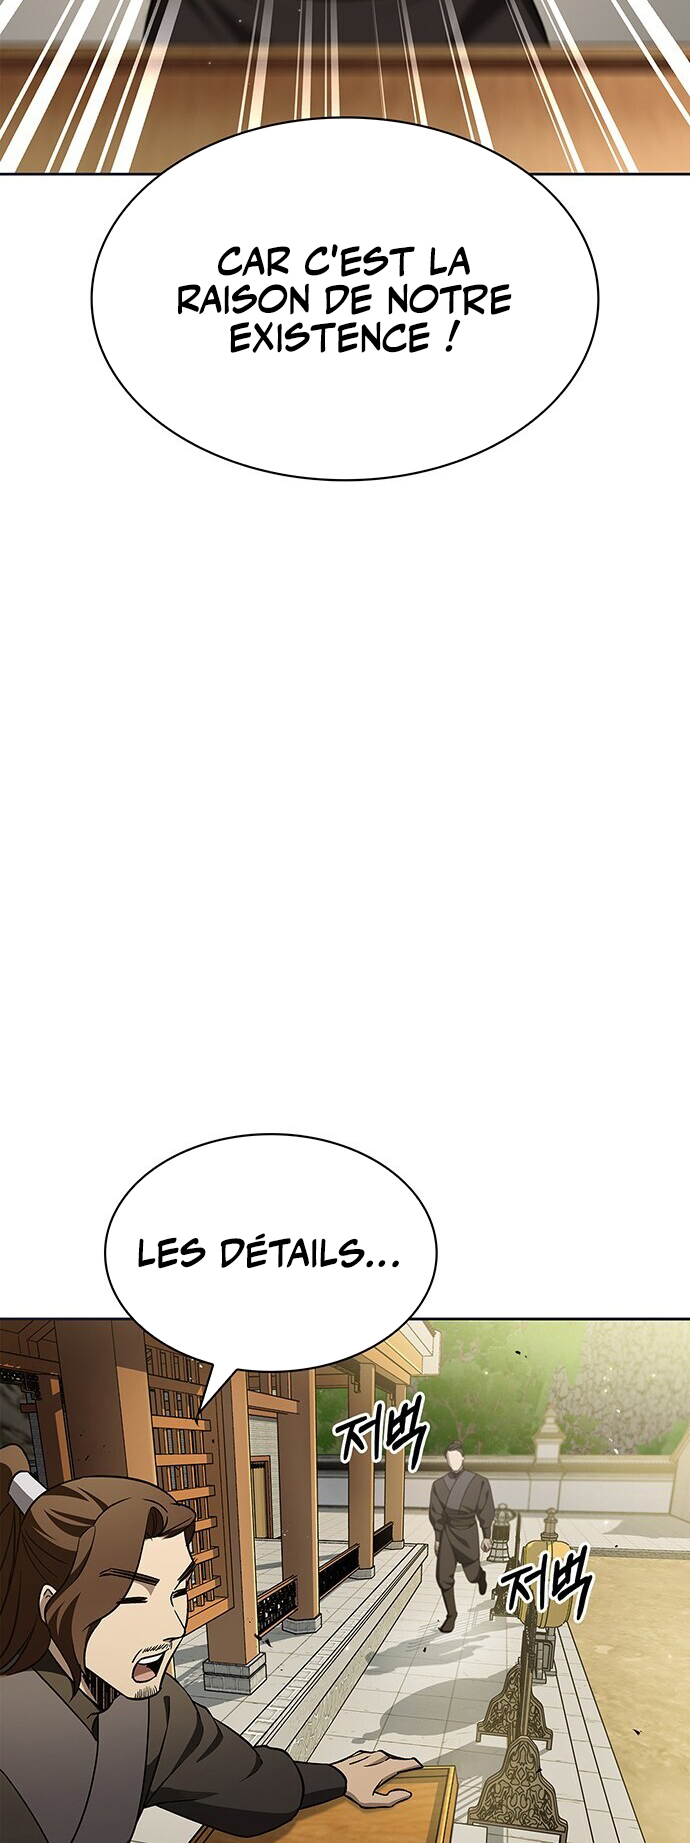 CAR C'EST LA
RAISON DE NOTRE
EXISTENCE !
LES DÉTAILS...
저벅
저벅